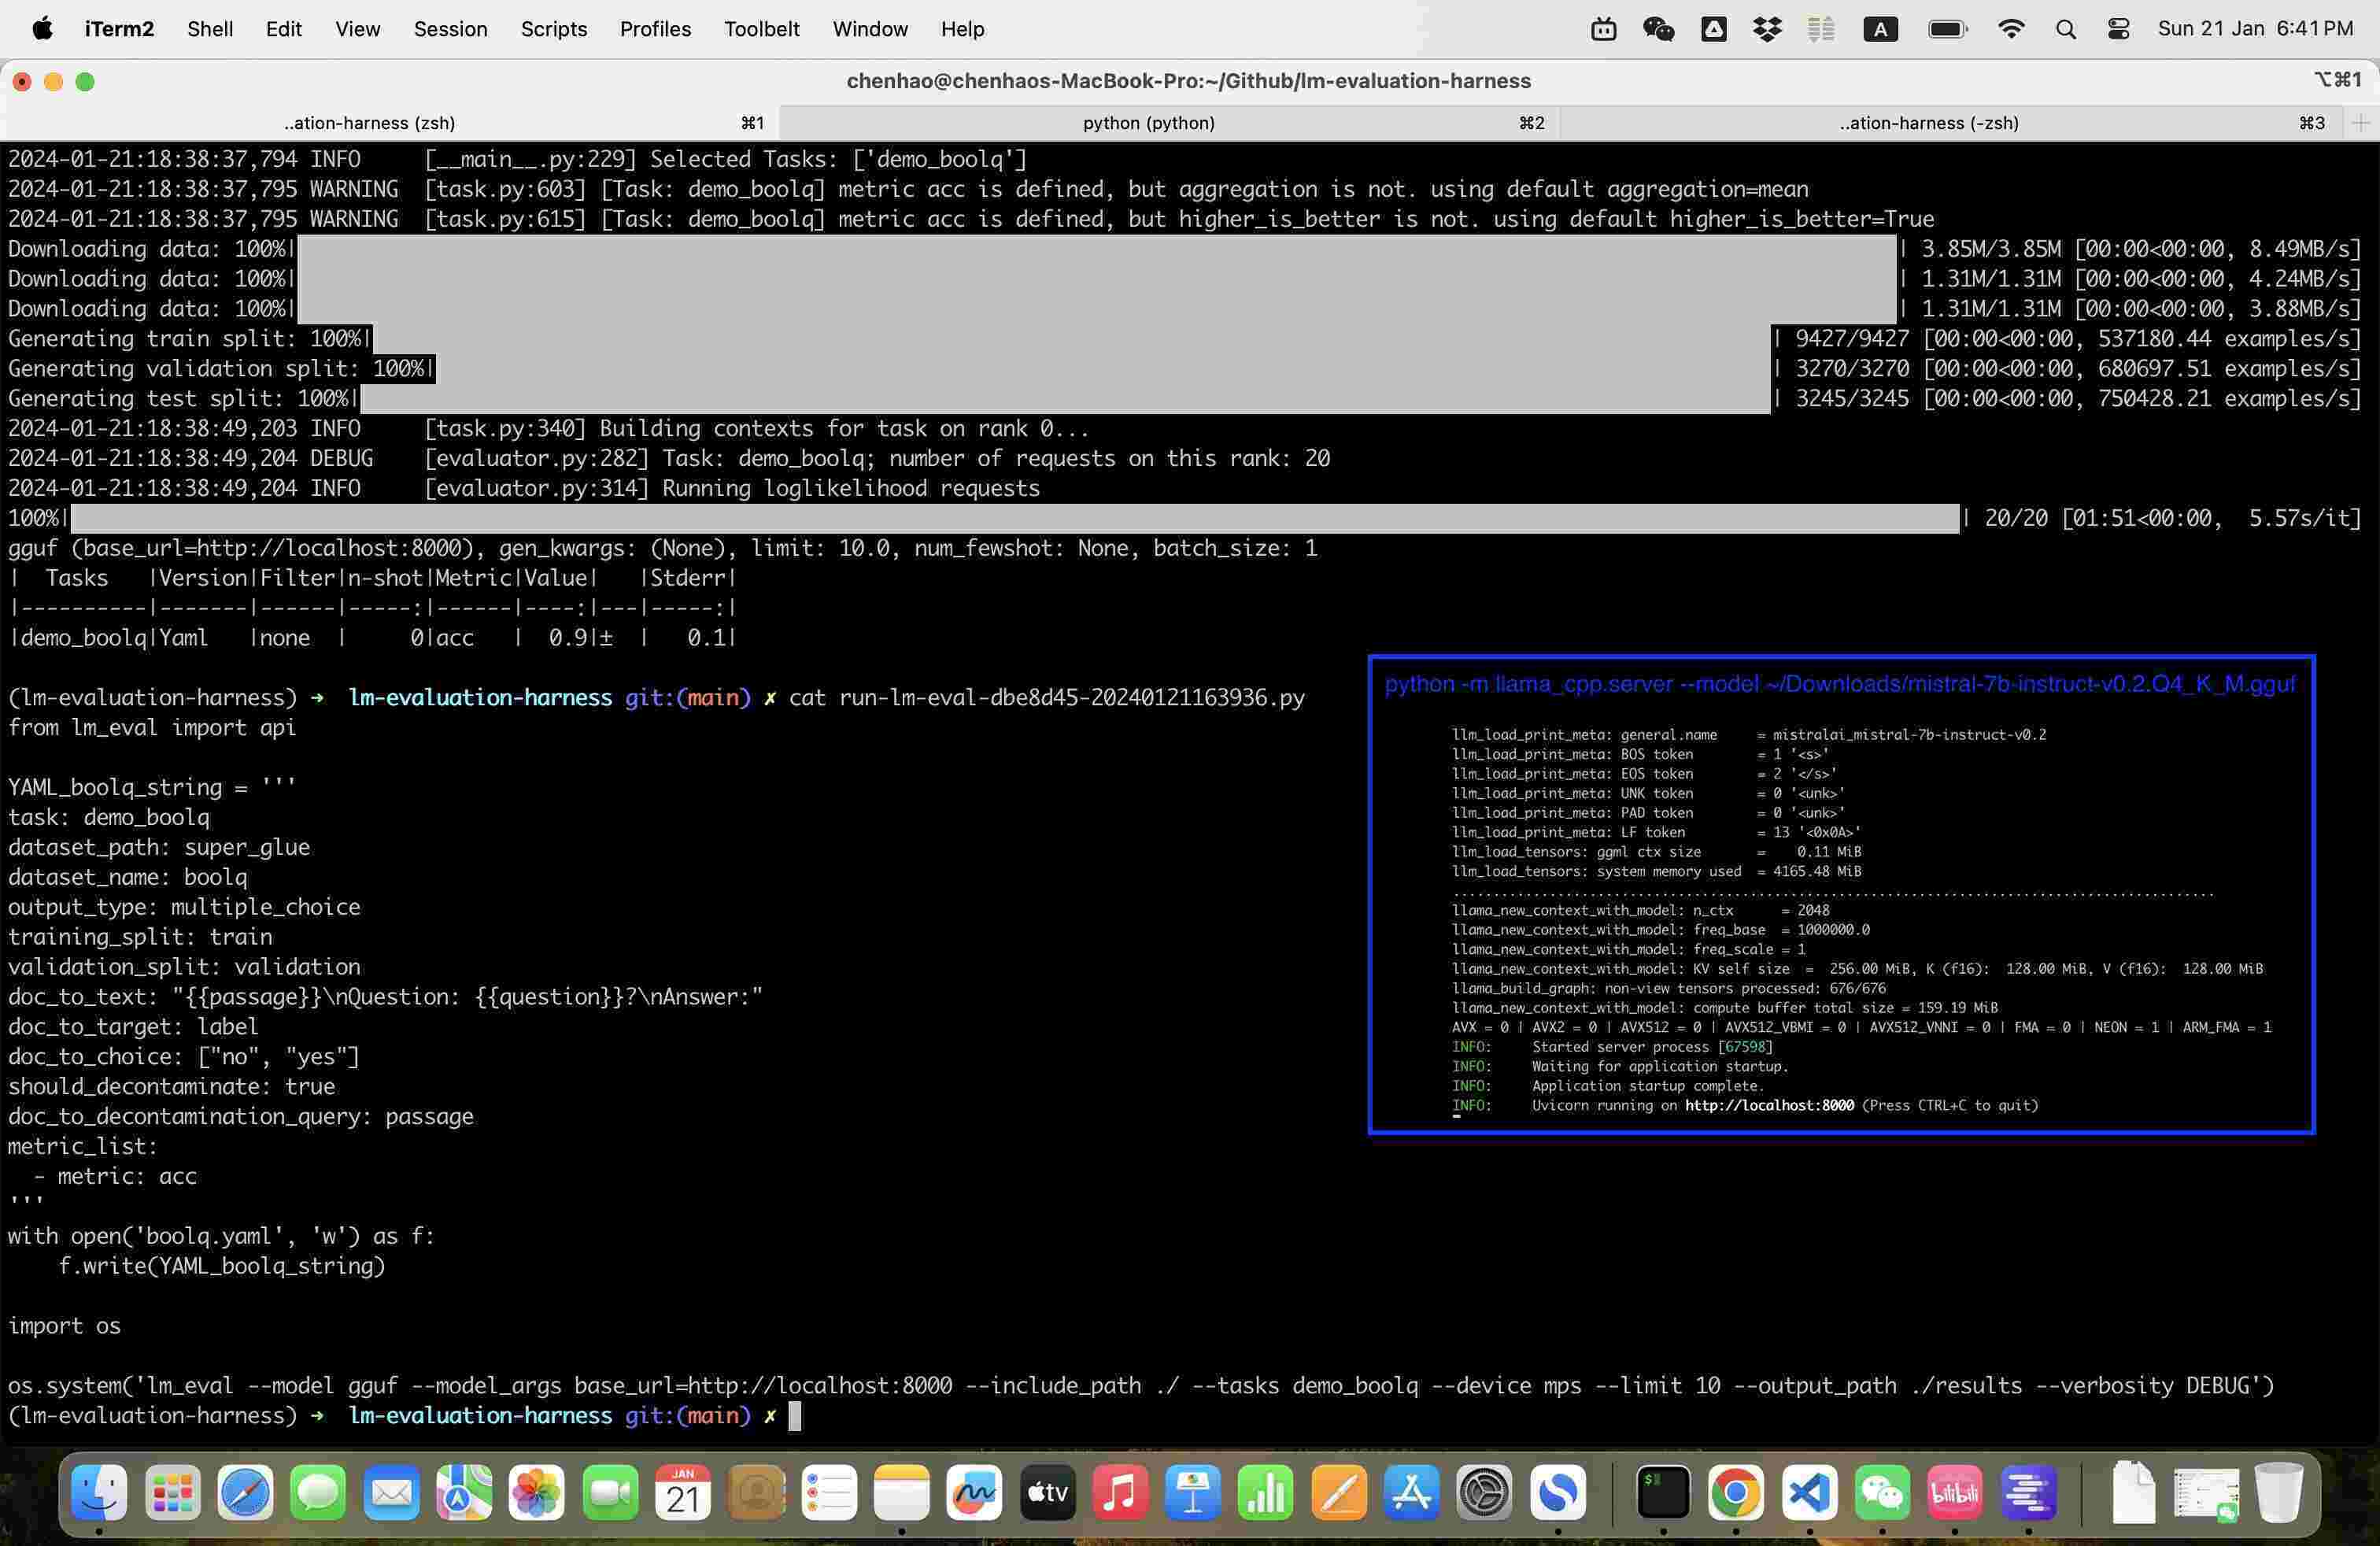 iTerm2 Shell Edit View Session Scripts Profiles Toolbelt Window Help A Sun 21 Jan 6:41 PM
chenhao@chenhaos-MacBook-Pro:~/Github/lm-evaluation-harness ⌥⌘1
..ation-harness (zsh) ⌘1 python (python) ⌘2 ..ation-harness (-zsh) ⌘3
2024-01-21:18:38:37,794 INFO [__main__.py:229] Selected Tasks: ['demo_boolq']
2024-01-21:18:38:37,795 WARNING [task.py:603] [Task: demo_boolq] metric acc is defined, but aggregation is not. using default aggregation=mean
2024-01-21:18:38:37,795 WARNING [task.py:615] [Task: demo_boolq] metric acc is defined, but higher_is_better is not. using default higher_is_better=True
Downloading data: 100%| | 3.85M/3.85M [00:00<00:00, 8.49MB/s]
Downloading data: 100%| | 1.31M/1.31M [00:00<00:00, 4.24MB/s]
Downloading data: 100%| | 1.31M/1.31M [00:00<00:00, 3.88MB/s]
Generating train split: 100%| | 9427/9427 [00:00<00:00, 537180.44 examples/s]
Generating validation split: 100%| | 3270/3270 [00:00<00:00, 680697.51 examples/s]
Generating test split: 100%| | 3245/3245 [00:00<00:00, 750428.21 examples/s]
2024-01-21:18:38:49,203 INFO [task.py:340] Building contexts for task on rank 0...
2024-01-21:18:38:49,204 DEBUG [evaluator.py:282] Task: demo_boolq; number of requests on this rank: 20
2024-01-21:18:38:49,204 INFO [evaluator.py:314] Running loglikelihood requests
100%| | 20/20 [01:51<00:00, 5.57s/it]
gguf (base_url=http://localhost:8000), gen_kwargs: (None), limit: 10.0, num_fewshot: None, batch_size: 1
| Tasks |Version|Filter|n-shot|Metric|Value| |Stderr|
|----------|-------|------|-----:|------|----:|---|-----:|
|demo_boolq|Yaml |none | 0|acc | 0.9|± | 0.1|
(lm-evaluation-harness) → lm-evaluation-harness git:(main) ✗ cat run-lm-eval-dbe8d45-20240121163936.py
from lm_eval import api
YAML_boolq_string = '''
task: demo_boolq
dataset_path: super_glue
dataset_name: boolq
output_type: multiple_choice
training_split: train
validation_split: validation
doc_to_text: "{{passage}}\nQuestion: {{question}}?\nAnswer:"
doc_to_target: label
doc_to_choice: ["no", "yes"]
should_decontaminate: true
doc_to_decontamination_query: passage
metric_list:
- metric: acc
'''
with open('boolq.yaml', 'w') as f:
f.write(YAML_boolq_string)
import os
os.system('lm_eval --model gguf --model_args base_url=http://localhost:8000 --include_path ./ --tasks demo_boolq --device mps --limit 10 --output_path ./results --verbosity DEBUG')
(lm-evaluation-harness) → lm-evaluation-harness git:(main) ✗
python -m llama_cpp.server --model ~/Downloads/mistral-7b-instruct-v0.2.Q4_K_M.gguf
llm_load_print_meta: general.name = mistralai_mistral-7b-instruct-v0.2
llm_load_print_meta: BOS token = 1 '<s>'
llm_load_print_meta: EOS token = 2 '</s>'
llm_load_print_meta: UNK token = 0 '<unk>'
llm_load_print_meta: PAD token = 0 '<unk>'
llm_load_print_meta: LF token = 13 '<0x0A>'
llm_load_tensors: ggml ctx size = 0.11 MiB
llm_load_tensors: system memory used = 4165.48 MiB
....................................................................................................
llama_new_context_with_model: n_ctx = 2048
llama_new_context_with_model: freq_base = 1000000.0
llama_new_context_with_model: freq_scale = 1
llama_new_context_with_model: KV self size = 256.00 MiB, K (f16): 128.00 MiB, V (f16): 128.00 MiB
llama_build_graph: non-view tensors processed: 676/676
llama_new_context_with_model: compute buffer total size = 159.19 MiB
AVX = 0 | AVX2 = 0 | AVX512 = 0 | AVX512_VBMI = 0 | AVX512_VNNI = 0 | FMA = 0 | NEON = 1 | ARM_FMA = 1
INFO: Started server process [67598]
INFO: Waiting for application startup.
INFO: Application startup complete.
INFO: Uvicorn running on http://localhost:8000 (Press CTRL+C to quit)
JAN
21
tv
$
bilibili